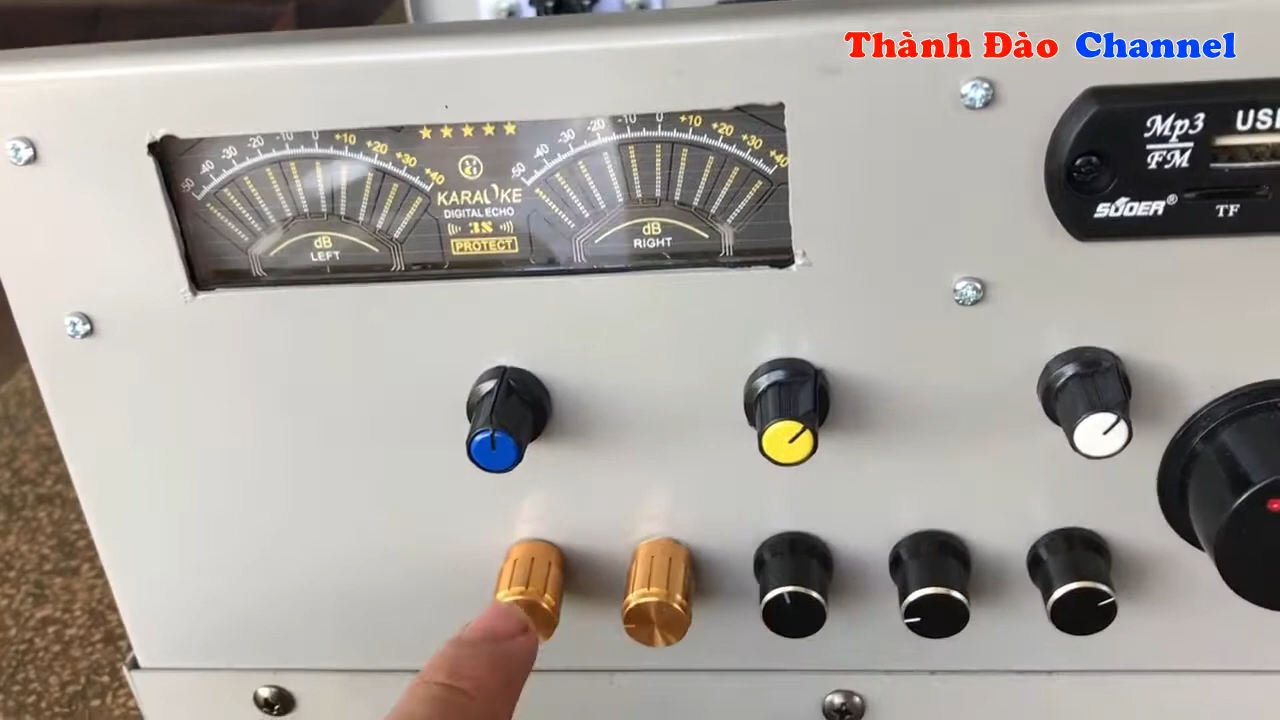 Thành Đào Channel
-50 -40 -30 -20 -10 0 +10 +20 +30 +40
dB
LEFT
KARAOKE
DIGITAL ECHO
3S
PROTECT
-50 -40 -30 -20 -10 0 +10 +20 +30 +40
dB
RIGHT
Mp3
FM
SUOER®
TF